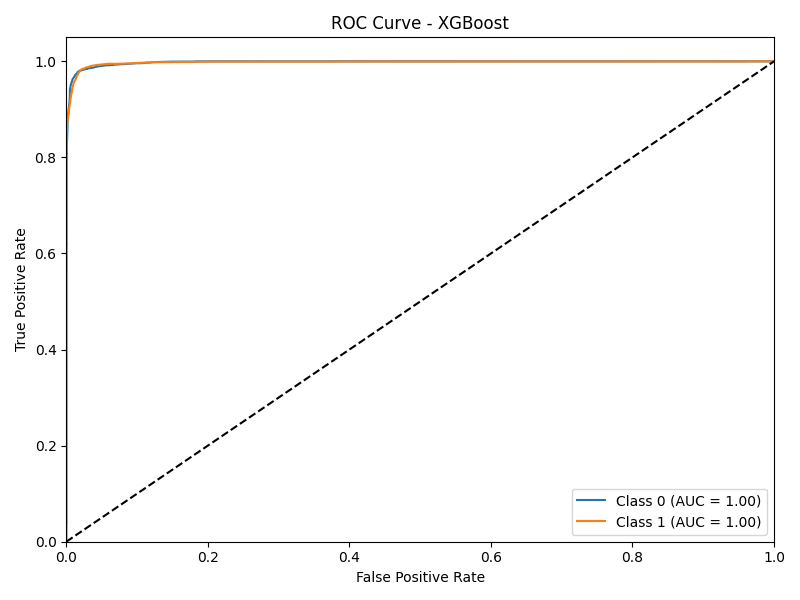 ROC Curve - XGBoost
1.0
0.8
0.6
0.4
0.2
0.0
True Positive Rate
Class 0 (AUC = 1.00)
Class 1 (AUC = 1.00)
0.0 0.2 0.4 0.6 0.8 1.0
False Positive Rate